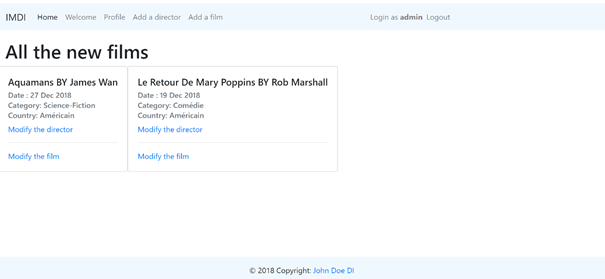 IMDI Home Welcome Profile Add a director Add a film Login as admin Logout
All the new films
Aquamans BY James Wan
Date : 27 Dec 2018
Category: Science-Fiction
Country: Américain
Modify the director
Modify the film
Le Retour De Mary Poppins BY Rob Marshall
Date : 19 Dec 2018
Category: Comédie
Country: Américain
Modify the director
Modify the film
© 2018 Copyright: John Doe DI